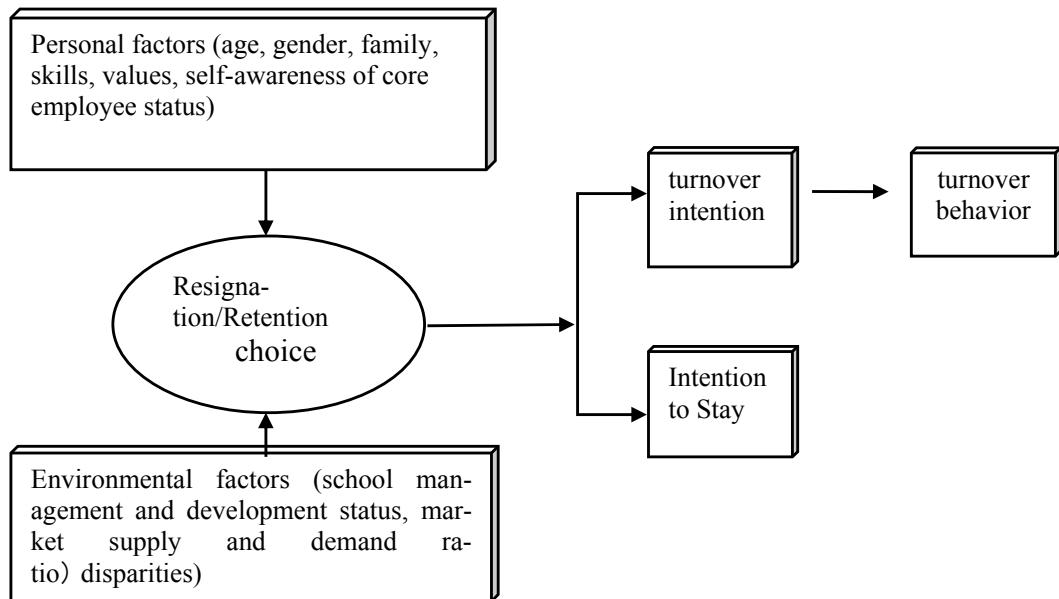 Personal factors (age, gender, family,
skills, values, self-awareness of core
employee status)
turnover
intention
turnover
behavior
Resigna-
tion/Retention
choice
Intention
to Stay
Environmental factors (school man-
agement and development status, mar-
ket supply and demand ra-
tio）disparities)